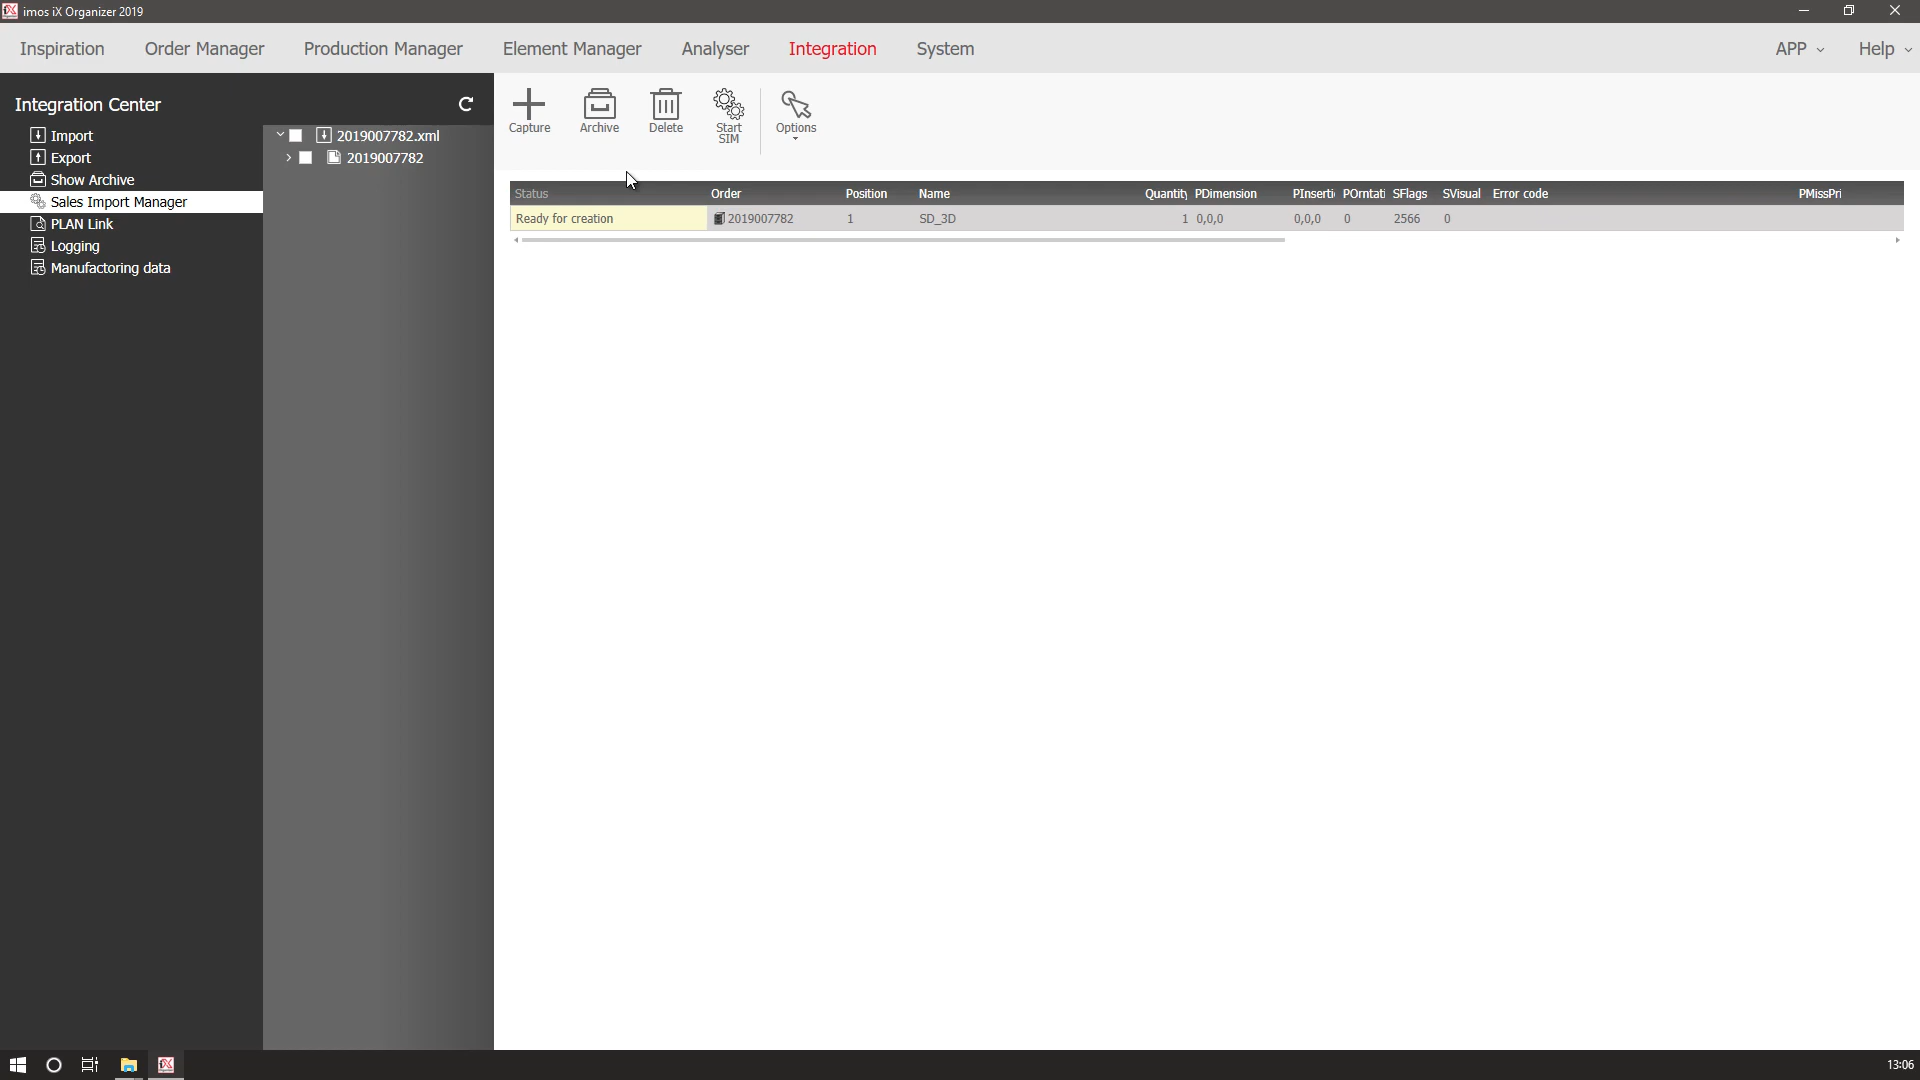 imos iX Organizer 2019
Inspiration Order Manager Production Manager Element Manager Analyser Integration System APP Help
Integration Center
Import
Export
Show Archive
Sales Import Manager
PLAN Link
Logging
Manufactoring data
2019007782.xml
2019007782
Capture Archive Delete Start SIM Options
Status Order Position Name Quantity PDimension PInserti POrntati SFlags SVisual Error code PMissPri
Ready for creation 2019007782 1 SD_3D 1 0,0,0 0,0,0 0 2566 0
13:06